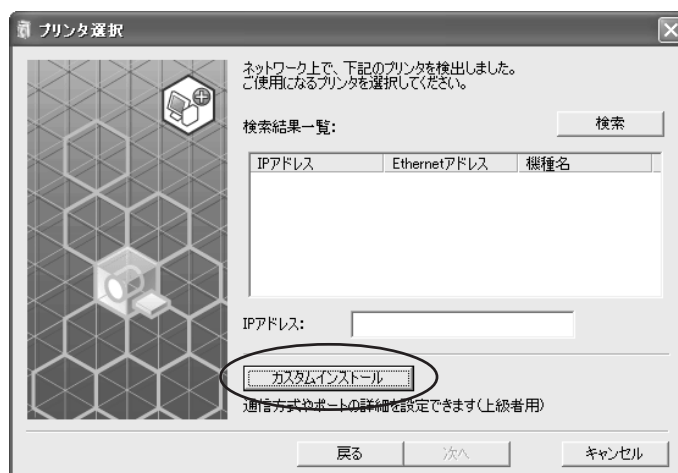 プリンタ選択
ネットワーク上で、下記のプリンタを検出しました。
ご使用になるプリンタを選択してください。
検索結果一覧:
検索
IPアドレス Ethernetアドレス 機種名
IPアドレス:
カスタムインストール
通信方式やポートの詳細を設定できます(上級者用)
戻る 次へ キャンセル